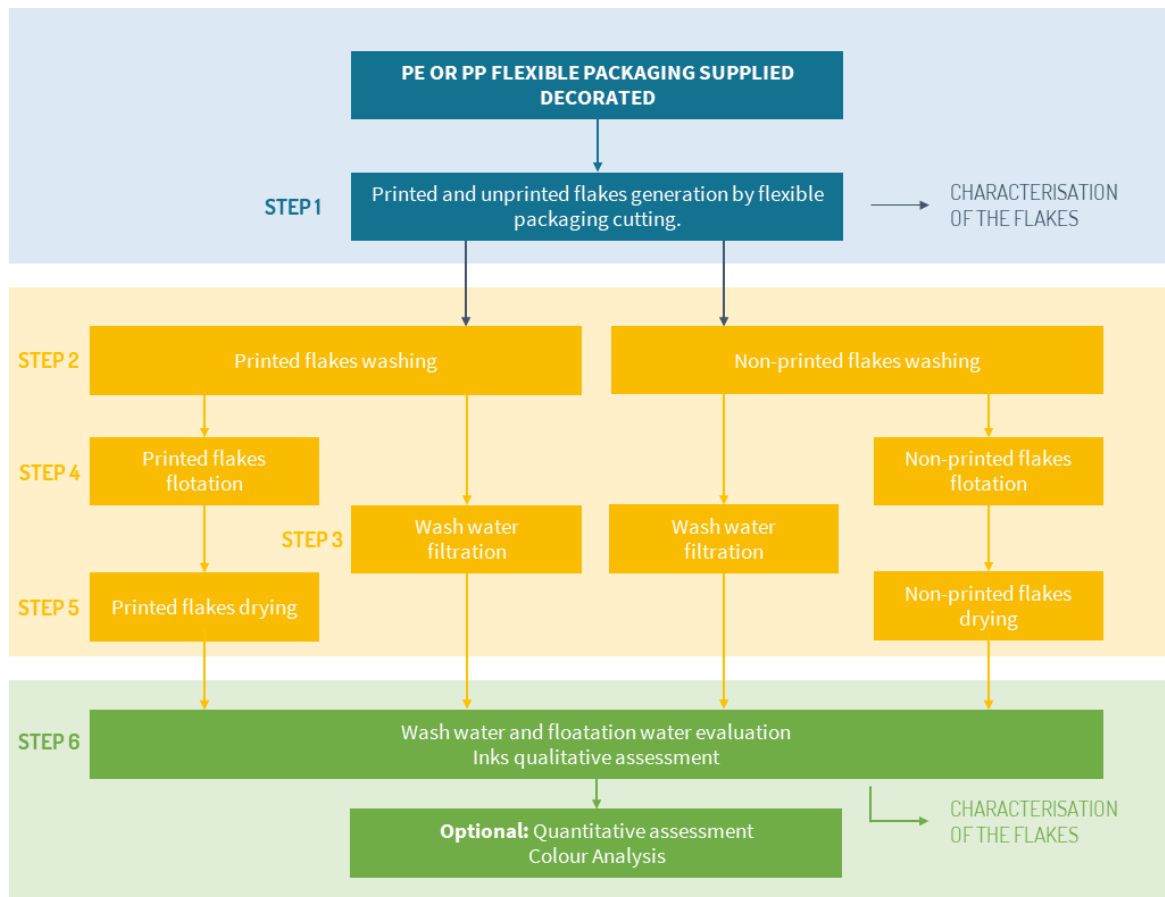 PE OR PP FLEXIBLE PACKAGING SUPPLIED
DECORATED
STEP 1
Printed and unprinted flakes generation by flexible
packaging cutting.
CHARACTERISATION
OF THE FLAKES
STEP 2
Printed flakes washing
Non-printed flakes washing
STEP 4
Printed flakes
flotation
Non-printed flakes
flotation
STEP 3
Wash water
filtration
Wash water
filtration
STEP 5
Printed flakes drying
Non-printed flakes
drying
STEP 6
Wash water and floatation water evaluation
Inks qualitative assessment
CHARACTERISATION
OF THE FLAKES
Optional: Quantitative assessment
Colour Analysis